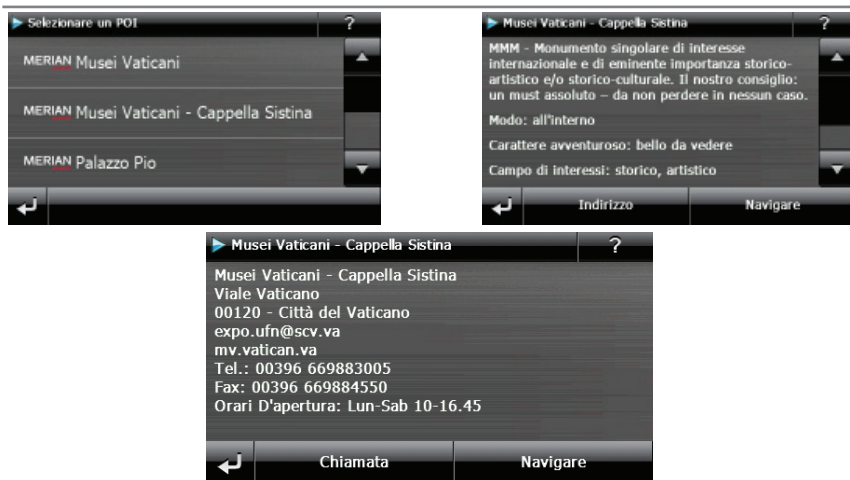 Selezionare un POI ?
MERIAN Musei Vaticani
MERIAN Musei Vaticani - Cappella Sistina
MERIAN Palazzo Pio
Musei Vaticani - Cappella Sistina ?
MMM - Monumento singolare di interesse
internazionale e di eminente importanza storico-
artistico e/o storico-culturale. Il nostro consiglio:
un must assoluto – da non perdere in nessun caso.
Modo: all'interno
Carattere avventuroso: bello da vedere
Campo di interessi: storico, artistico
Indirizzo Navigare
Musei Vaticani - Cappella Sistina ?
Musei Vaticani - Cappella Sistina
Viale Vaticano
00120 - Città del Vaticano
expo.ufn@scv.va
mv.vatican.va
Tel.: 00396 669883005
Fax: 00396 669884550
Orari D'apertura: Lun-Sab 10-16.45
Chiamata Navigare